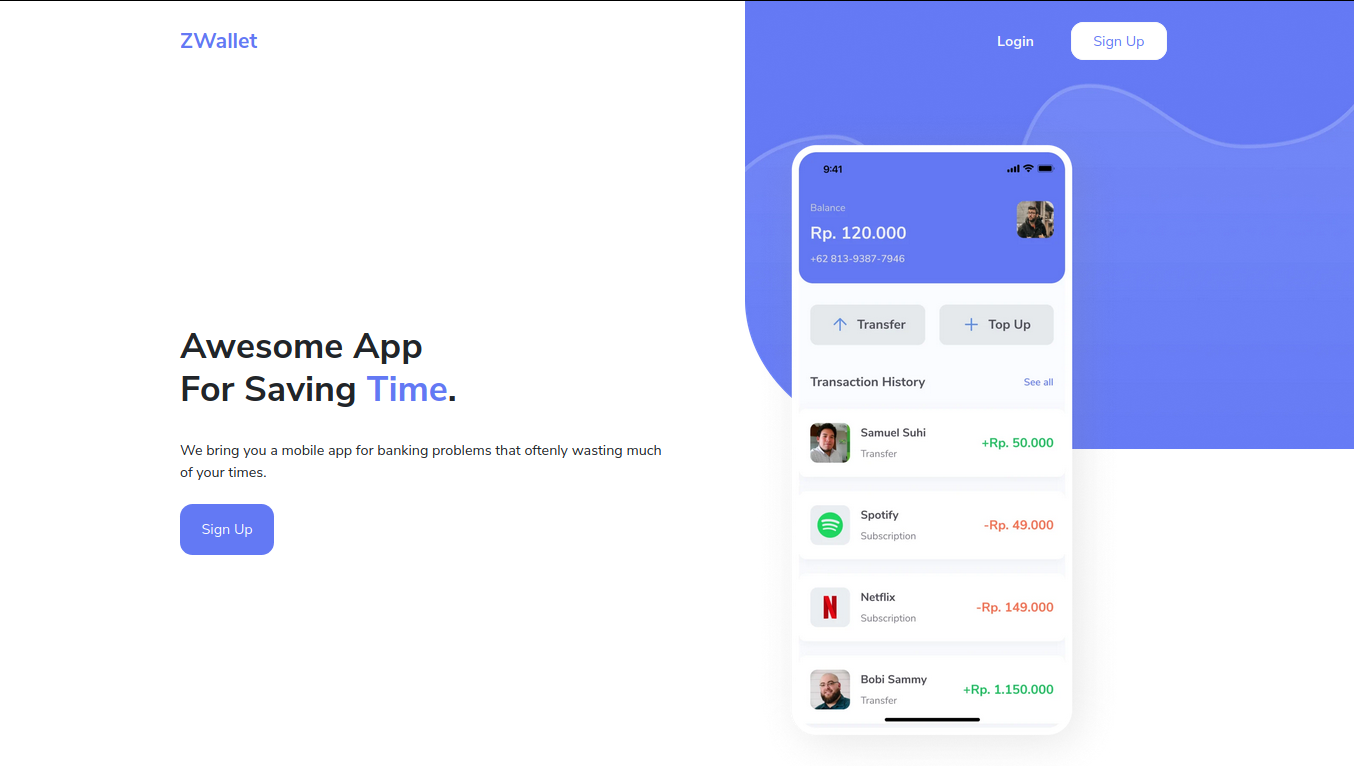 ZWallet
Login
Sign Up
Awesome App
For Saving Time.
We bring you a mobile app for banking problems that oftenly wasting much
of your times.
Sign Up
9:41
Balance
Rp. 120.000
+62 813-9387-7946
Transfer
Top Up
Transaction History
See all
Samuel Suhi
Transfer
+Rp. 50.000
Spotify
Subscription
-Rp. 49.000
N
Netflix
Subscription
-Rp. 149.000
Bobi Sammy
Transfer
+Rp. 1.150.000